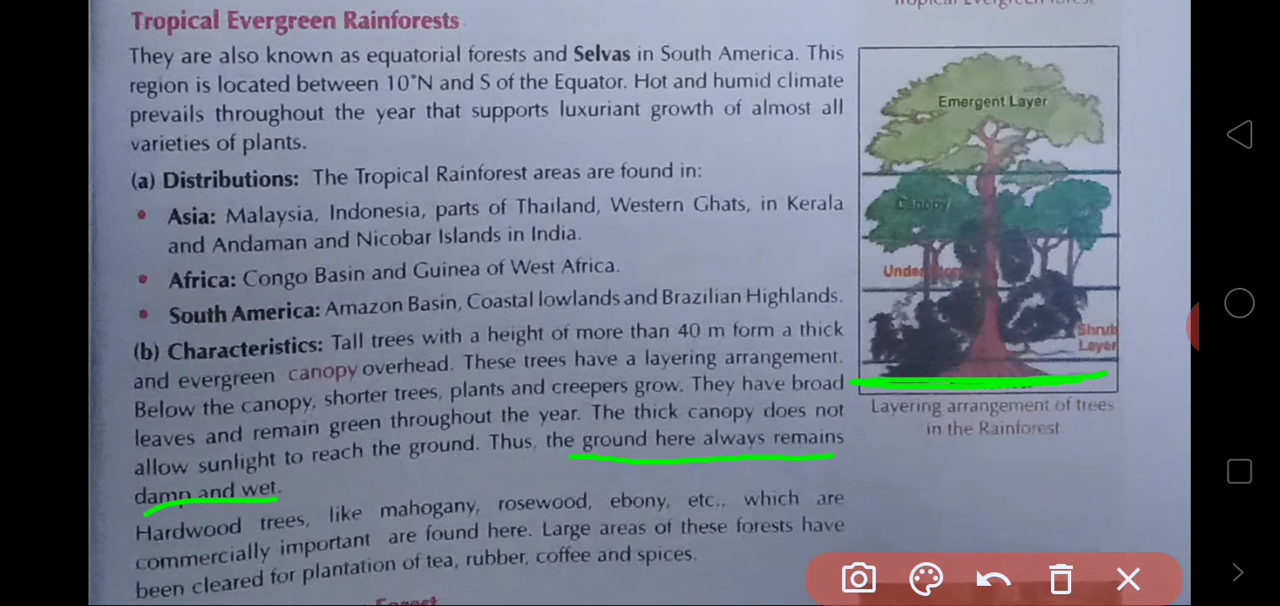 Tropical Evergreen Rainforests
They are also known as equatorial forests and Selvas in South America. This
region is located between 10°N and S of the Equator. Hot and humid climate
prevails throughout the year that supports luxuriant growth of almost all
varieties of plants.
(a) Distributions: The Tropical Rainforest areas are found in:
• Asia: Malaysia, Indonesia, parts of Thailand, Western Ghats, in Kerala
and Andaman and Nicobar Islands in India.
• Africa: Congo Basin and Guinea of West Africa.
• South America: Amazon Basin, Coastal lowlands and Brazilian Highlands.
(b) Characteristics: Tall trees with a height of more than 40 m form a thick
and evergreen canopy overhead. These trees have a layering arrangement.
Below the canopy, shorter trees, plants and creepers grow. They have broad
leaves and remain green throughout the year. The thick canopy does not
allow sunlight to reach the ground. Thus, the ground here always remains
damp and wet.
Hardwood trees, like mahogany, rosewood, ebony, etc., which are
commercially important are found here. Large areas of these forests have
been cleared for plantation of tea, rubber, coffee and spices.
Emergent Layer
Canopy
Shrub
Layer
Layering arrangement of trees
in the Rainforest